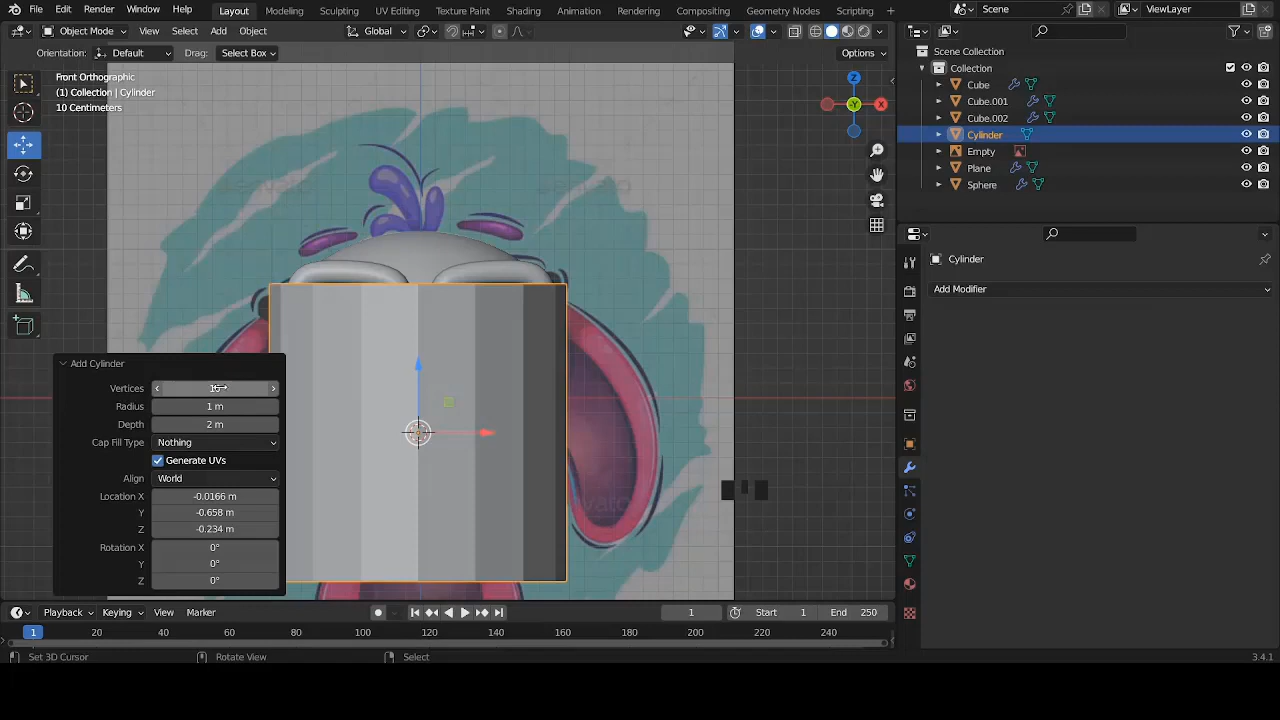 File Edit Render Window Help Layout Modeling Sculpting UV Editing Texture Paint Shading Animation Rendering Compositing Geometry Nodes Scripting Scene ViewLayer
Object Mode View Select Add Object Global
Orientation: Default Drag: Select Box Options
Front Orthographic
(1) Collection | Cylinder
10 Centimeters
Z
Y
X
Scene Collection
Collection
Cube
Cube.001
Cube.002
Cylinder
Empty
Plane
Sphere
Cylinder
Add Modifier
Add Cylinder
Vertices
Radius 1 m
Depth 2 m
Cap Fill Type Nothing
Generate UVs
Align World
Location X -0.0166 m
Y -0.658 m
Z -0.234 m
Rotation X 0°
Y 0°
Z 0°
Playback Keying View Marker 1 Start 1 End 250
1 20 40 60 80 100 120 140 160 180 200 220 240
Set 3D Cursor Rotate View Select 3.4.1